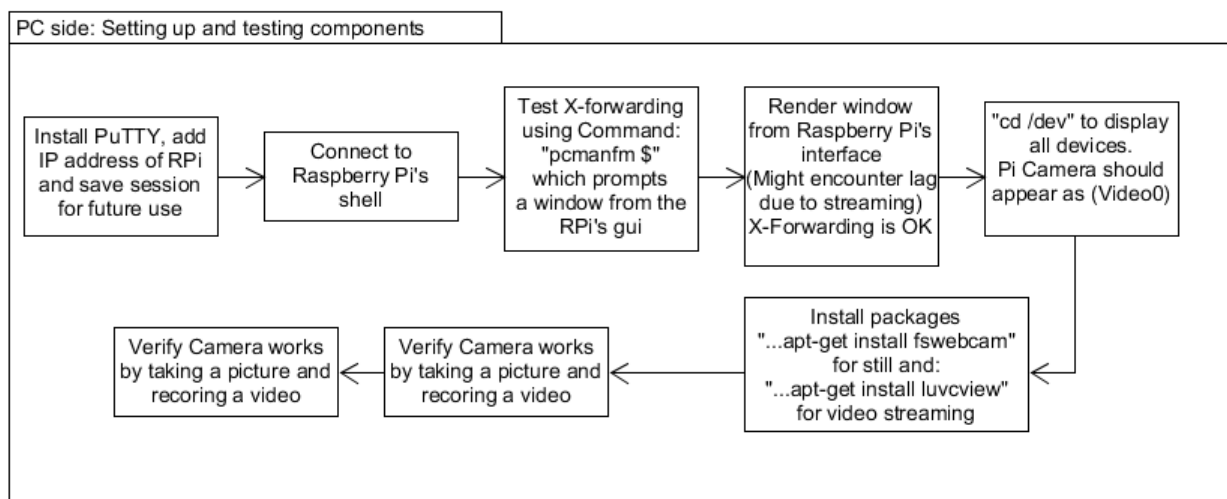 PC side: Setting up and testing components
Install PuTTY, add
IP address of RPi
and save session
for future use
Connect to
Raspberry Pi's
shell
Test X-forwarding
using Command:
"pcmanfm $"
which prompts
a window from the
RPi's gui
Render window
from Raspberry Pi's
interface
(Might encounter lag
due to streaming)
X-Forwarding is OK
"cd /dev" to display
all devices.
Pi Camera should
appear as (Video0)
Install packages
"...apt-get install fswebcam"
for still and:
"...apt-get install luvcview"
for video streaming
Verify Camera works
by taking a picture and
recoring a video
Verify Camera works
by taking a picture and
recoring a video